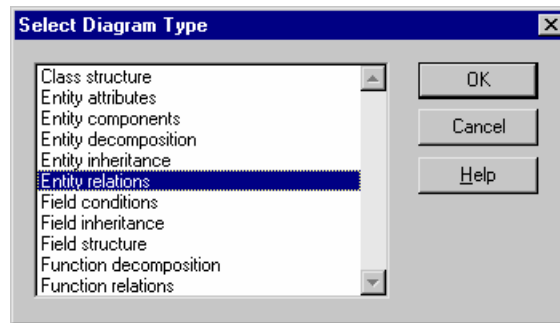 Select Diagram Type
Class structure
Entity attributes
Entity components
Entity decomposition
Entity inheritance
Entity relations
Field conditions
Field inheritance
Field structure
Function decomposition
Function relations
OK
Cancel
Help